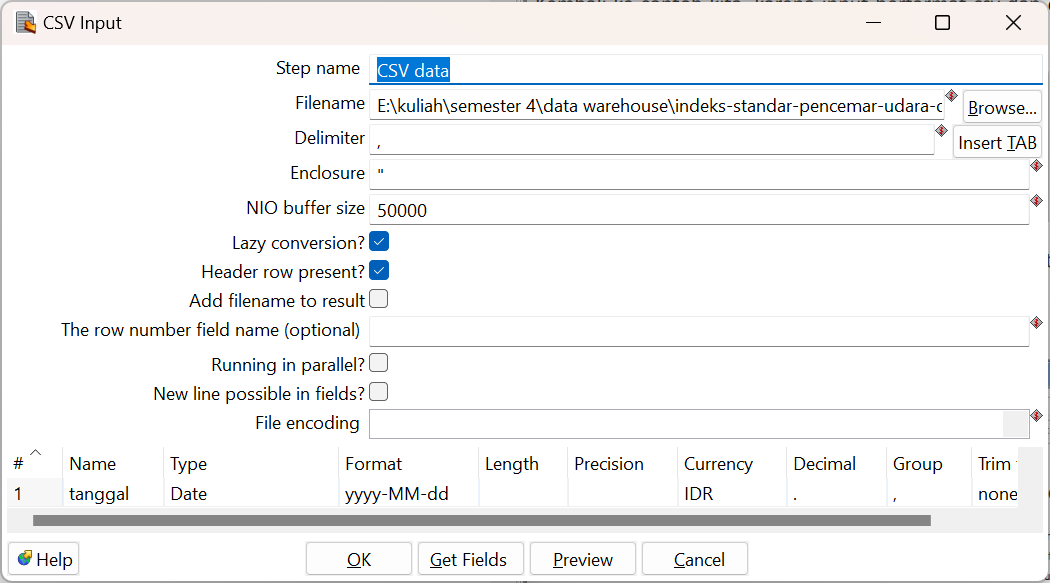 CSV Input
Step name CSV data
Filename E:\kuliah\semester 4\data warehouse\indeks-standar-pencemar-udara-d Browse...
Delimiter , Insert TAB
Enclosure "
NIO buffer size 50000
Lazy conversion?
Header row present?
Add filename to result
The row number field name (optional)
Running in parallel?
New line possible in fields?
File encoding
# Name Type Format Length Precision Currency Decimal Group Trim
1 tanggal Date yyyy-MM-dd IDR . , none
Help OK Get Fields Preview Cancel